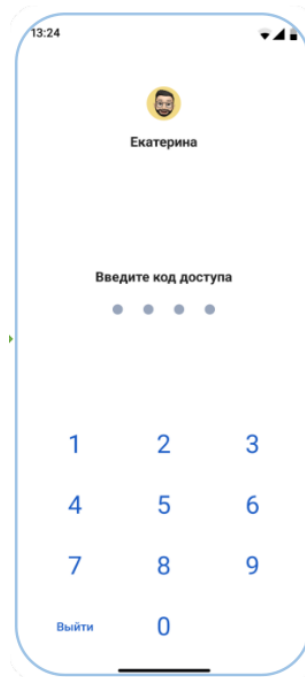 13:24
Екатерина
Введите код доступа
1 2 3
4 5 6
7 8 9
Выйти 0